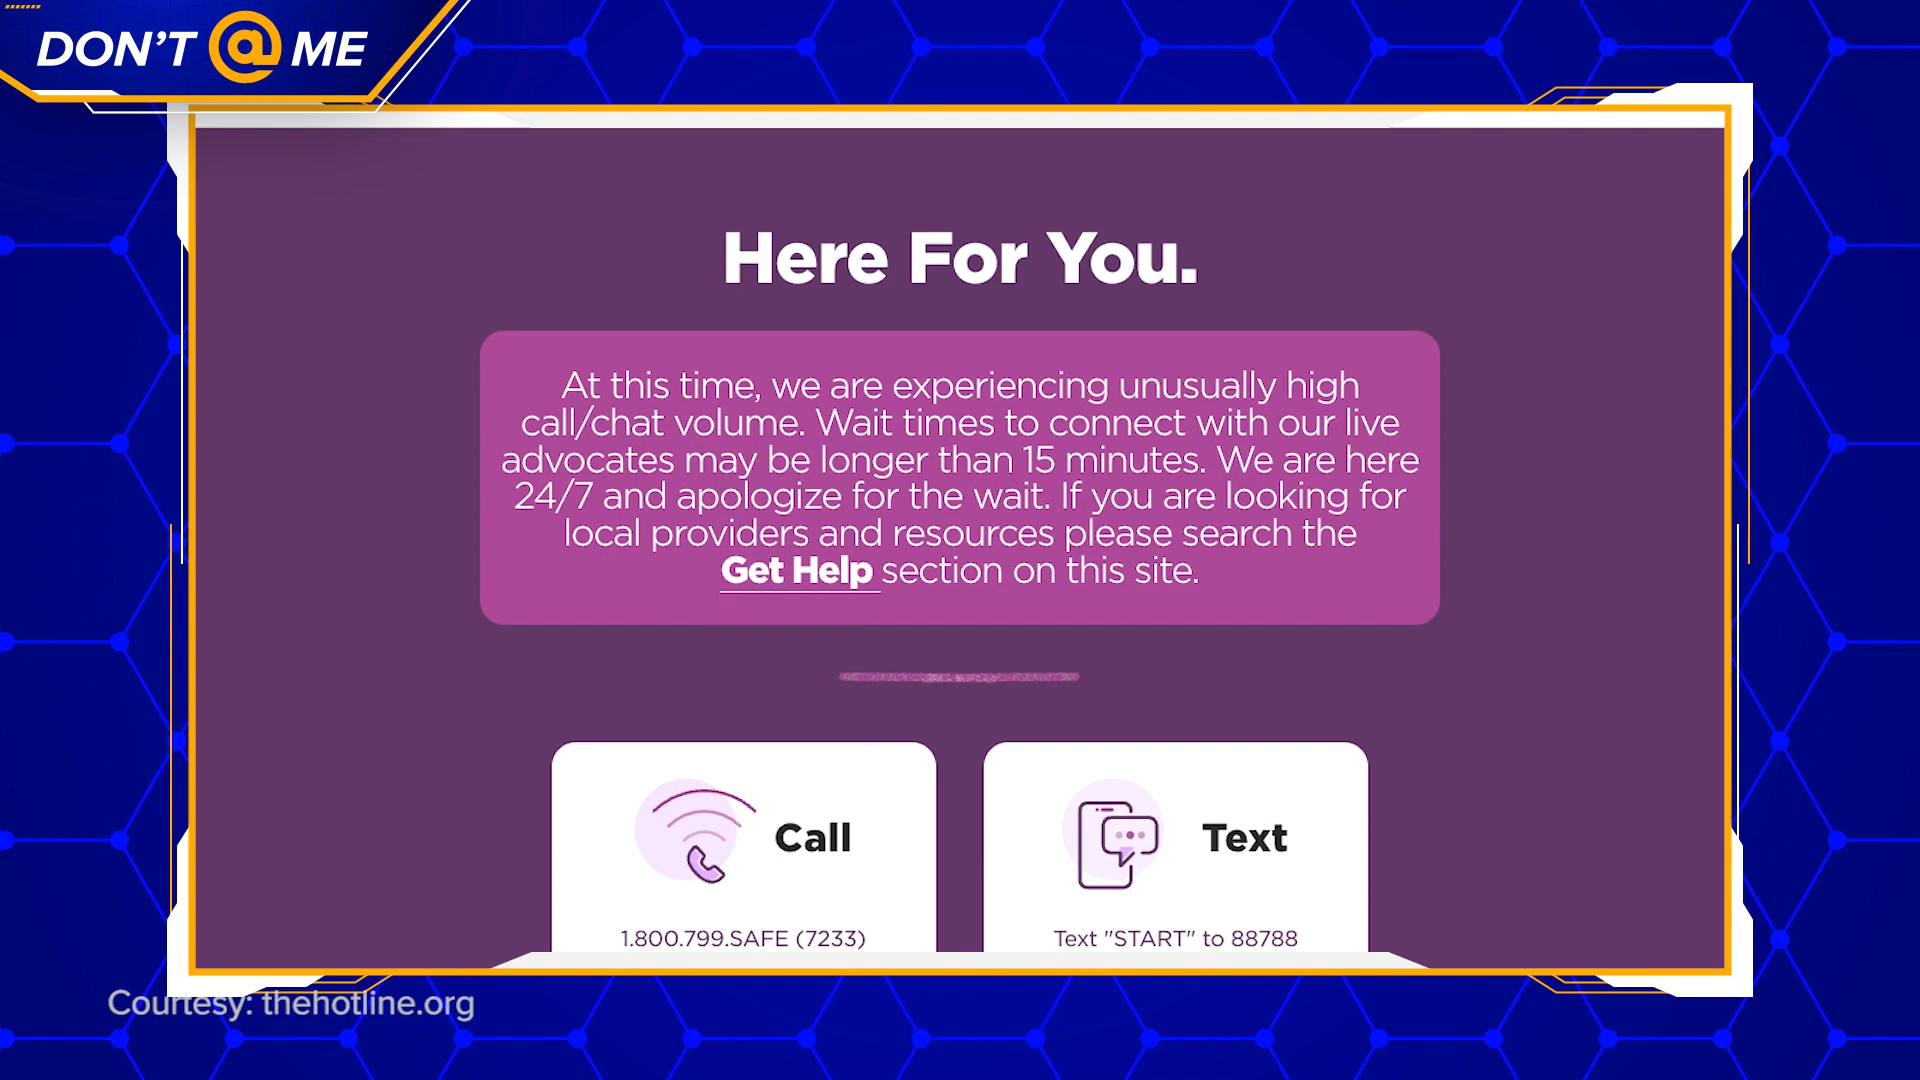 DON'T @ ME
Here For You.
At this time, we are experiencing unusually high
call/chat volume. Wait times to connect with our live
advocates may be longer than 15 minutes. We are here
24/7 and apologize for the wait. If you are looking for
local providers and resources please search the
Get Help section on this site.
Call
1.800.799.SAFE (7233)
Text
Text "START" to 88788
Courtesy: thehotline.org